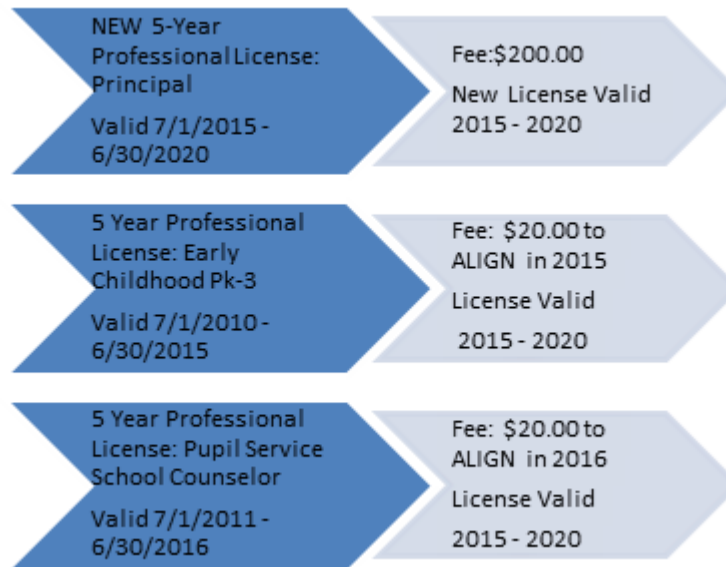 NEW 5-Year
Professional License:
Principal
Valid 7/1/2015 -
6/30/2020
Fee:$200.00
New License Valid
2015 - 2020
5 Year Professional
License: Early
Childhood Pk-3
Valid 7/1/2010 -
6/30/2015
Fee: $20.00 to
ALIGN in 2015
License Valid
2015 - 2020
5 Year Professional
License: Pupil Service
School Counselor
Valid 7/1/2011 -
6/30/2016
Fee: $20.00 to
ALIGN in 2016
License Valid
2015 - 2020